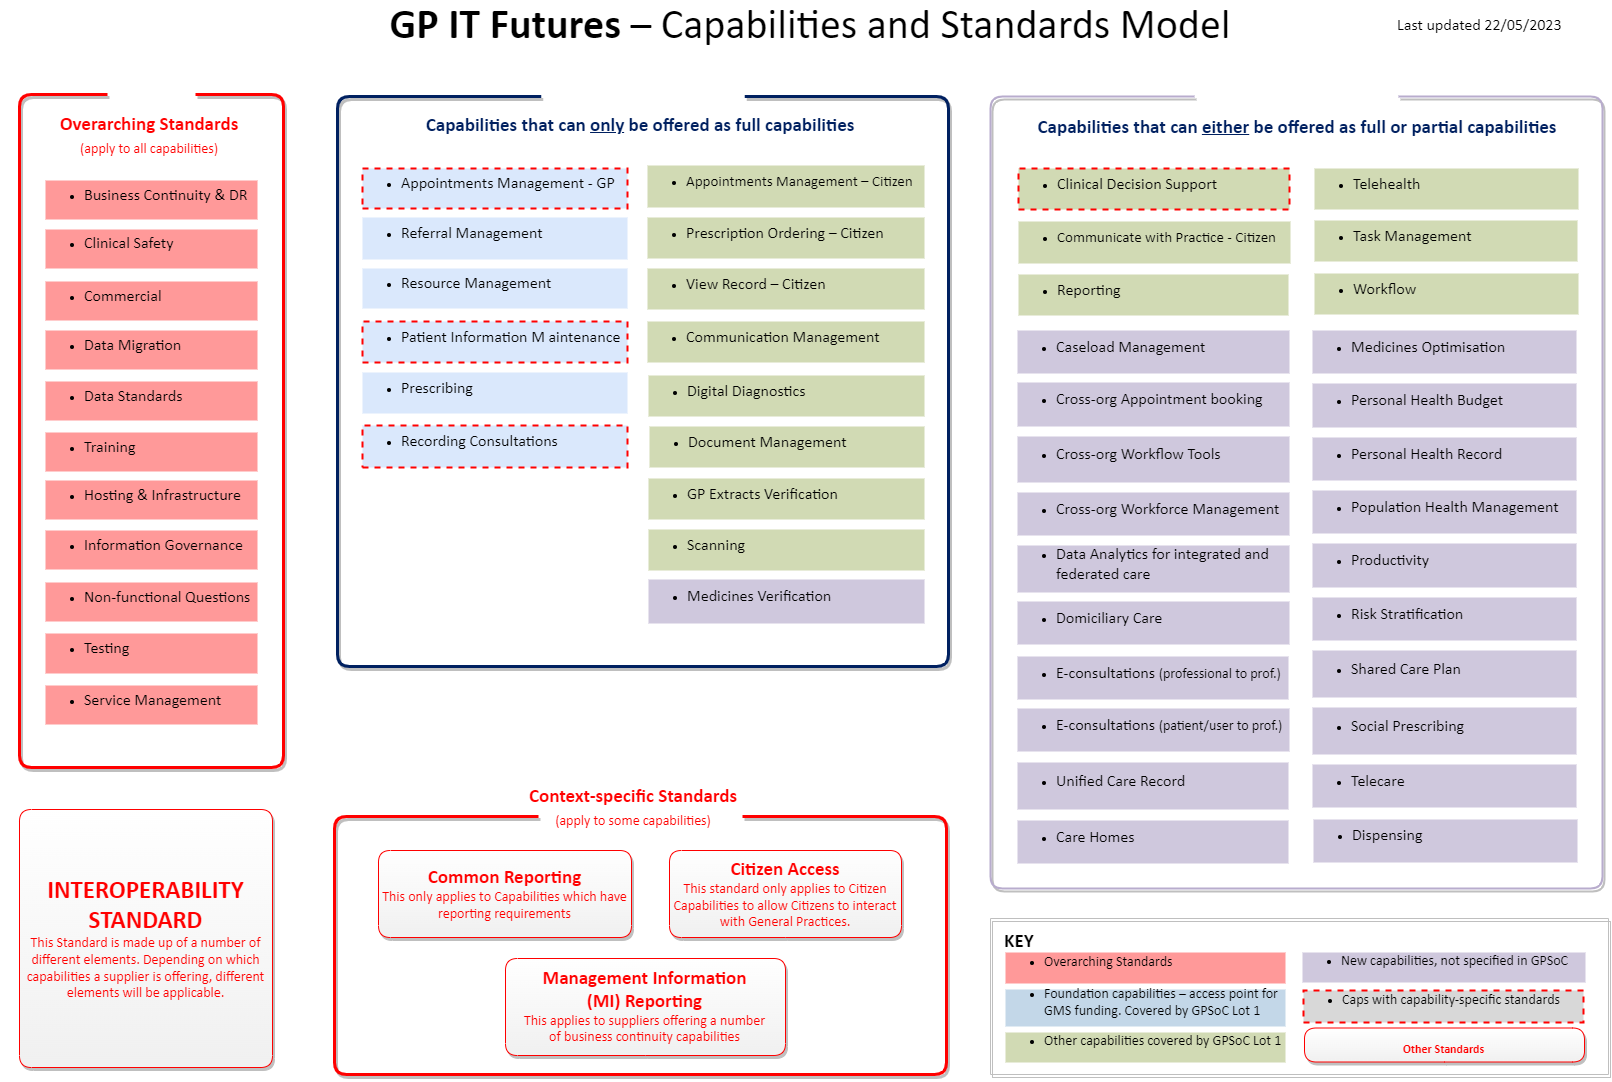 GP IT Futures – Capabilities and Standards Model
Last updated 22/05/2023
Overarching Standards
(apply to all capabilities)
• Business Continuity & DR
• Clinical Safety
• Commercial
• Data Migration
• Data Standards
• Training
• Hosting & Infrastructure
• Information Governance
• Non-functional Questions
• Testing
• Service Management
INTEROPERABILITY
STANDARD
This Standard is made up of a number of
different elements. Depending on which
capabilities a supplier is offering, different
elements will be applicable.
Capabilities that can only be offered as full capabilities
• Appointments Management - GP
• Referral Management
• Resource Management
• Patient Information M aintenance
• Prescribing
• Recording Consultations
• Appointments Management – Citizen
• Prescription Ordering – Citizen
• View Record – Citizen
• Communication Management
• Digital Diagnostics
• Document Management
• GP Extracts Verification
• Scanning
• Medicines Verification
Context-specific Standards
(apply to some capabilities)
Common Reporting
This only applies to Capabilities which have
reporting requirements
Citizen Access
This standard only applies to Citizen
Capabilities to allow Citizens to interact
with General Practices.
Management Information
(MI) Reporting
This applies to suppliers offering a number
of business continuity capabilities
Capabilities that can either be offered as full or partial capabilities
• Clinical Decision Support
• Communicate with Practice - Citizen
• Reporting
• Caseload Management
• Cross-org Appointment booking
• Cross-org Workflow Tools
• Cross-org Workforce Management
• Data Analytics for integrated and
federated care
• Domiciliary Care
• E-consultations (professional to prof.)
• E-consultations (patient/user to prof.)
• Unified Care Record
• Care Homes
• Telehealth
• Task Management
• Workflow
• Medicines Optimisation
• Personal Health Budget
• Personal Health Record
• Population Health Management
• Productivity
• Risk Stratification
• Shared Care Plan
• Social Prescribing
• Telecare
• Dispensing
KEY
• Overarching Standards
• Foundation capabilities – access point for
GMS funding. Covered by GPSoC Lot 1
• Other capabilities covered by GPSoC Lot 1
• New capabilities, not specified in GPSoC
• Caps with capability-specific standards
Other Standards